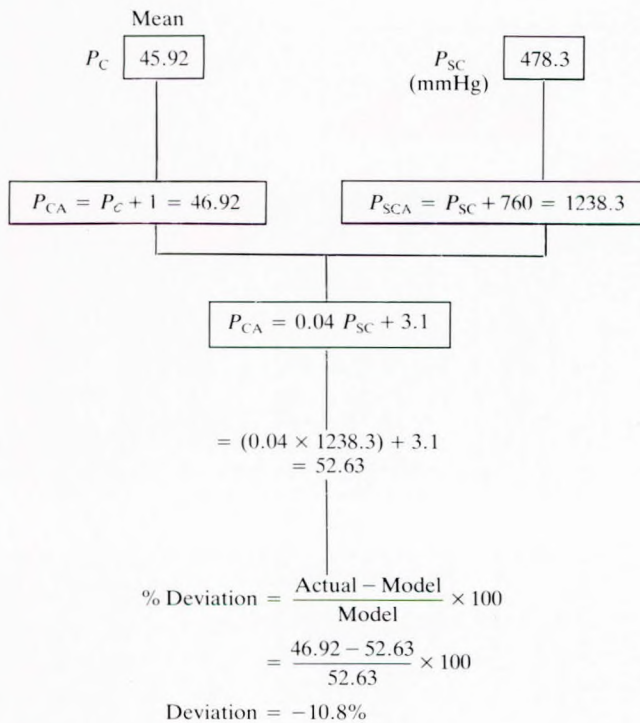 Mean
P_C 45.92
P_SC 478.3
(mmHg)
P_CA = P_C + 1 = 46.92
P_SCA = P_SC + 760 = 1238.3
P_CA = 0.04 P_SC + 3.1
= (0.04 × 1238.3) + 3.1
= 52.63
% Deviation = Actual − Model / Model × 100
= 46.92 − 52.63 / 52.63 × 100
Deviation = −10.8%